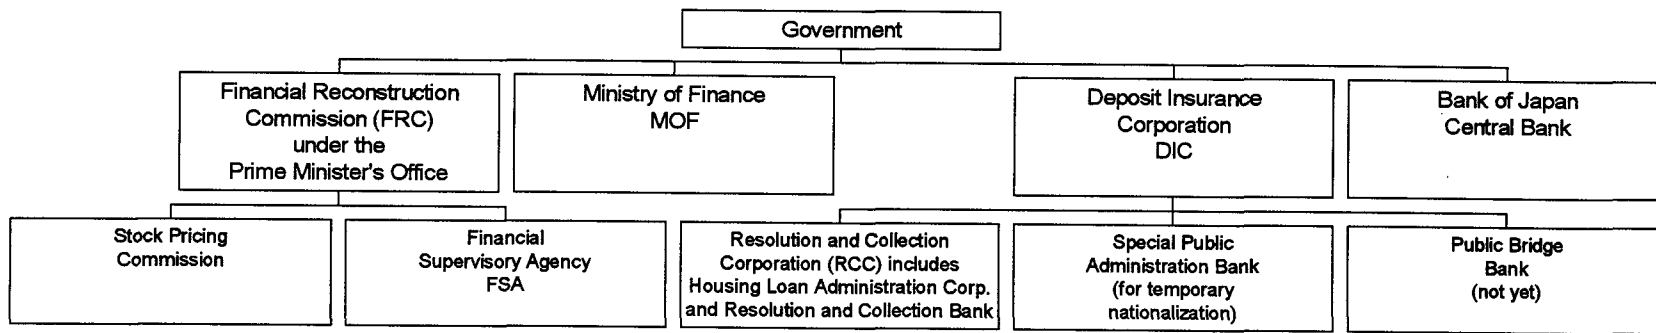 Government
Financial Reconstruction
Commission (FRC)
under the
Prime Minister's Office
Ministry of Finance
MOF
Deposit Insurance
Corporation
DIC
Bank of Japan
Central Bank
Stock Pricing
Commission
Financial
Supervisory Agency
FSA
Resolution and Collection
Corporation (RCC) includes
Housing Loan Administration Corp.
and Resolution and Collection Bank
Special Public
Administration Bank
(for temporary
nationalization)
Public Bridge
Bank
(not yet)